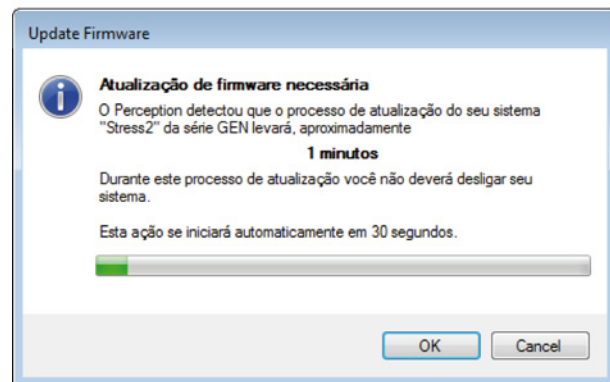 Update Firmware
Atualização de firmware necessária
O Perception detectou que o processo de atualização do seu sistema
"Stress2" da série GEN levará, aproximadamente
1 minutos
Durante este processo de atualização você não deverá desligar seu
sistema.
Esta ação se iniciará automaticamente em 30 segundos.
OK
Cancel